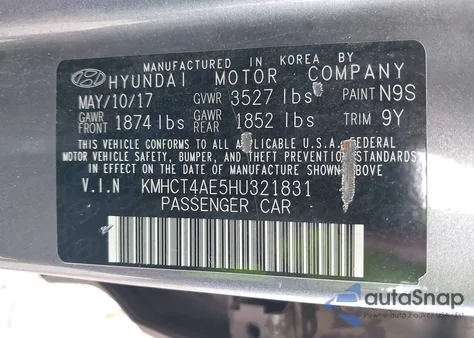 MANUFACTURED IN KOREA BY
HYUNDAI MOTOR COMPANY
MAY/10/17 GVWR 3527 lbs PAINT N9S
GAWR FRONT 1874 lbs GAWR REAR 1852 lbs TRIM 9Y
THIS VEHICLE CONFORMS TO ALL APPLICABLE U.S.A. FEDERAL
MOTOR VEHICLE SAFETY, BUMPER, AND THEFT PREVENTION STANDARDS
IN EFFECT ON THE DATE OF MANUFACTURE SHOWN ABOVE.
V.I.N KMHCT4AE5HU321831
PASSENGER CAR
autoSnap